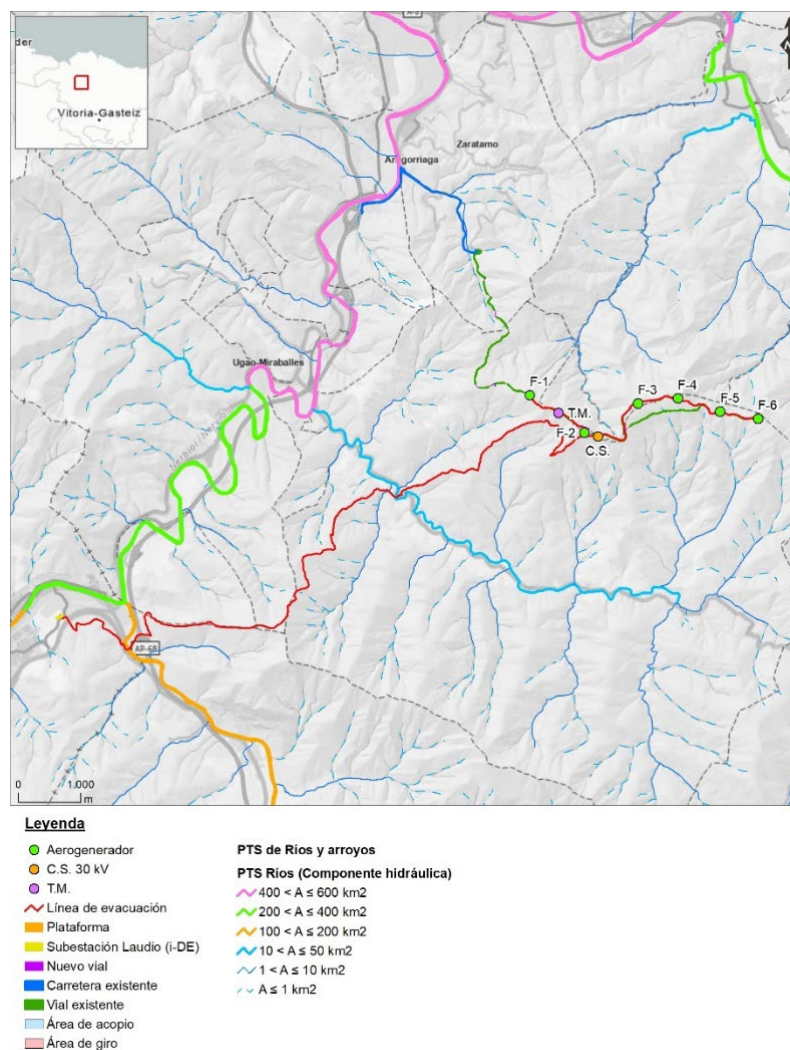 der
Vitoria-Gasteiz
A-8
Zaratamo
Arrigorriaga
Ugao-Miraballes
F-1
T.M.
F-2
C.S.
F-3
F-4
F-5
F-6
AP-68
0 1.000
m
Leyenda
Aerogenerador
C.S. 30 kV
T.M.
Línea de evacuación
Plataforma
Subestación Laudio (i-DE)
Nuevo vial
Carretera existente
Vial existente
Área de acopio
Área de giro
PTS de Ríos y arroyos
PTS Ríos (Componente hidráulica)
400 < A ≤ 600 km2
200 < A ≤ 400 km2
100 < A ≤ 200 km2
10 < A ≤ 50 km2
1 < A ≤ 10 km2
A ≤ 1 km2